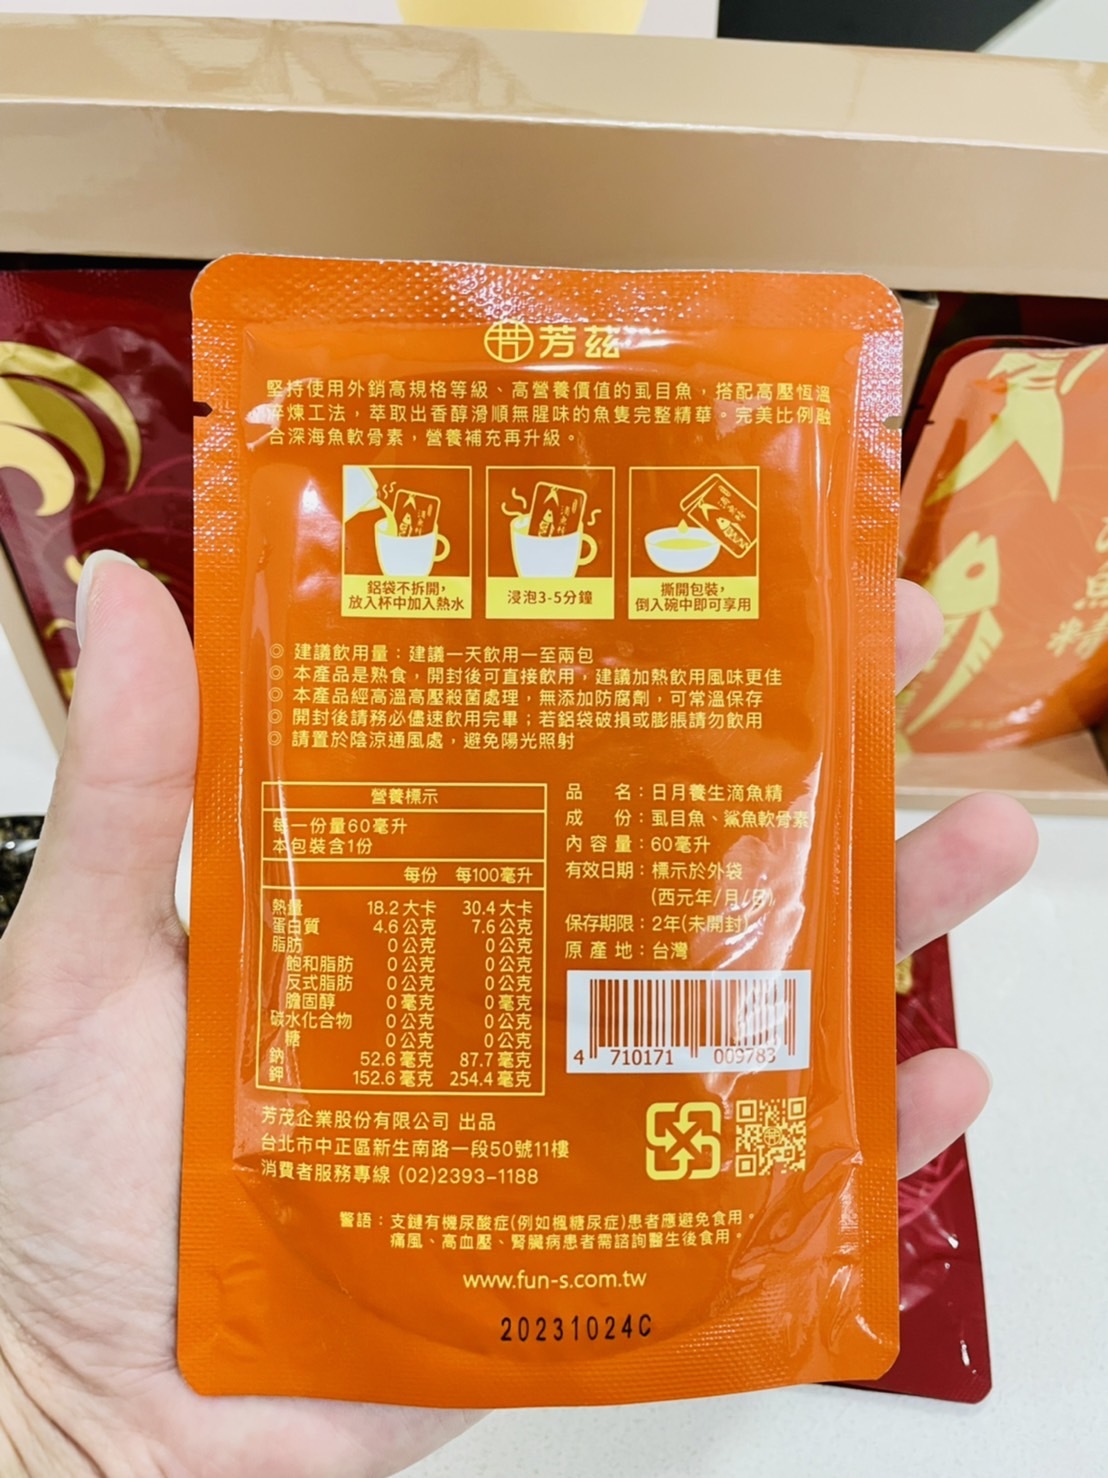 芳茲
堅持使用外銷高規格等級、高營養價值的虱目魚，搭配高壓恆溫
淬煉工法，萃取出香醇滑順無腥味的魚隻完整精華。完美比例融
合深海魚軟骨素，營養補充再升級。
鋁袋不拆開，
放入杯中加入熱水
浸泡3-5分鐘
撕開包裝，
倒入碗中即可享用
◎ 建議飲用量：建議一天飲用一至兩包
◎ 本產品是熟食，開封後可直接飲用，建議加熱飲用風味更佳
◎ 本產品經高溫高壓殺菌處理，無添加防腐劑，可常溫保存
◎ 開封後請務必儘速飲用完畢；若鋁袋破損或膨脹請勿飲用
◎ 請置於陰涼通風處，避免陽光照射
營養標示
每一份量60毫升
本包裝含1份
每份 每100毫升
熱量 18.2大卡 30.4大卡
蛋白質 4.6公克 7.6公克
脂肪 0公克 0公克
飽和脂肪 0公克 0公克
反式脂肪 0公克 0公克
膽固醇 0毫克 0毫克
碳水化合物 0公克 0公克
糖 0公克 0公克
鈉 52.6毫克 87.7毫克
鉀 152.6毫克 254.4毫克
品名：日月養生滴魚精
成份：虱目魚、鯊魚軟骨素
內容量：60毫升
有效日期：標示於外袋
(西元年/月/日)
保存期限：2年(未開封)
原產地：台灣
4 710171 009783
芳茂企業股份有限公司 出品
台北市中正區新生南路一段50號11樓
消費者服務專線 (02)2393-1188
警語：支鏈有機尿酸症(例如楓糖尿症)患者應避免食用。
痛風、高血壓、腎臟病患者需諮詢醫生後食用。
www.fun-s.com.tw
20231024C
魚
精